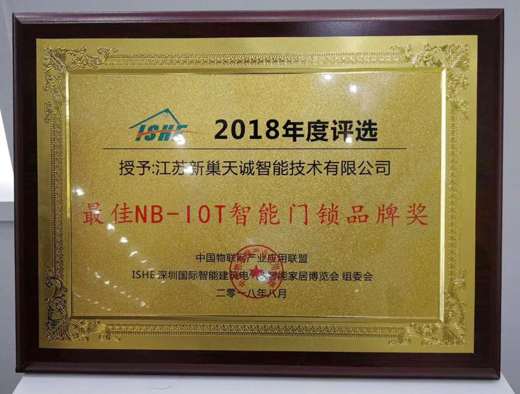 ISHE 2018年度评选
授予:江苏新巢天诚智能技术有限公司
最佳NB-IOT智能门锁品牌奖
中国物联网产业应用联盟
ISHE 深圳国际智能建筑电 智能家居博览会 组委会
二零一八年八月